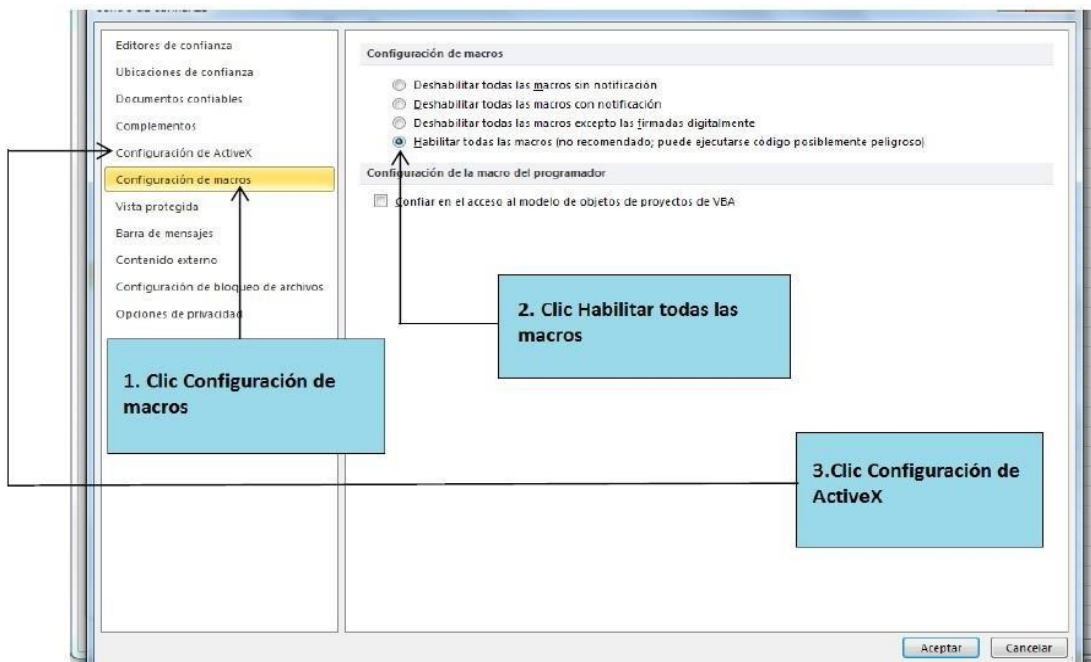 Editores de confianza
Ubicaciones de confianza
Documentos confiables
Complementos
Configuración de ActiveX
Configuración de macros
Vista protegida
Barra de mensajes
Contenido externo
Configuración de bloqueo de archivos
Opciones de privacidad
Configuración de macros
Deshabilitar todas las macros sin notificación
Deshabilitar todas las macros con notificación
Deshabilitar todas las macros excepto las firmadas digitalmente
Habilitar todas las macros (no recomendado; puede ejecutarse código posiblemente peligroso)
Configuración de la macro del programador
Confiar en el acceso al modelo de objetos de proyectos de VBA
1. Clic Configuración de
macros
2. Clic Habilitar todas las
macros
3.Clic Configuración de
ActiveX
Aceptar
Cancelar